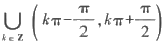 ∪ k∈Z ( kπ − π/2 , kπ + π/2 )